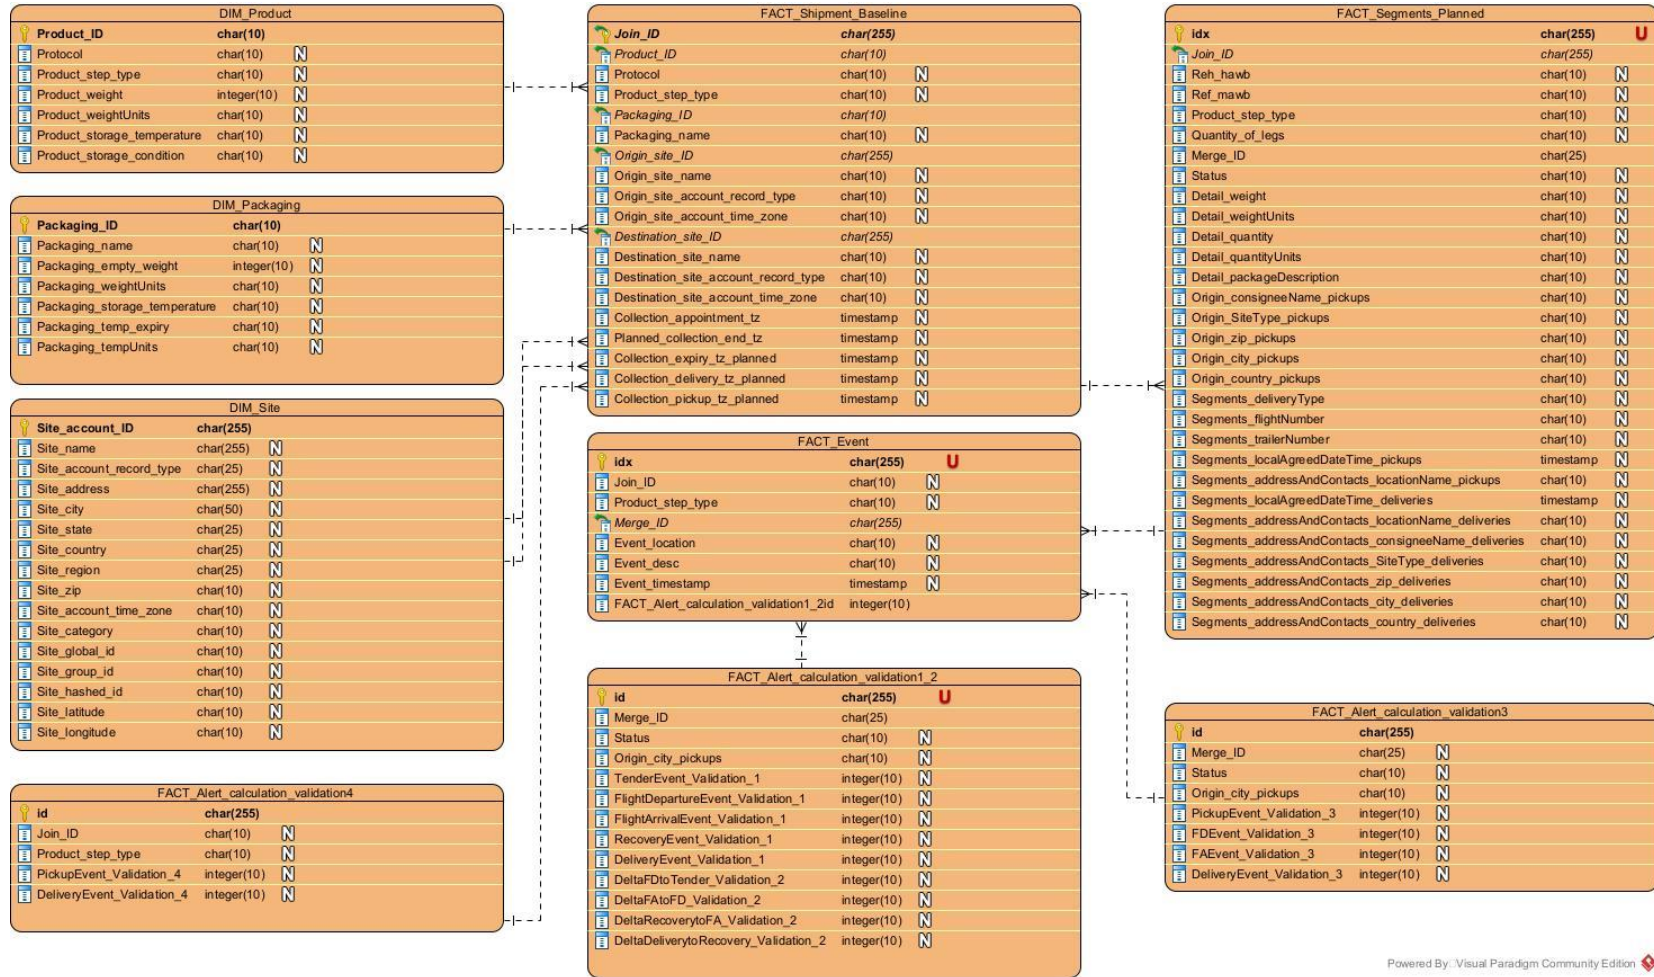 DIM_Product
Product_ID char(10)
Protocol char(10) N
Product_step_type char(10) N
Product_weight integer(10) N
Product_weightUnits char(10) N
Product_storage_temperature char(10) N
Product_storage_condition char(10) N
DIM_Packaging
Packaging_ID char(10)
Packaging_name char(10) N
Packaging_empty_weight integer(10) N
Packaging_weightUnits char(10) N
Packaging_storage_temperature char(10) N
Packaging_temp_expiry char(10) N
Packaging_tempUnits char(10) N
DIM_Site
Site_account_ID char(255)
Site_name char(255) N
Site_account_record_type char(25) N
Site_address char(255) N
Site_city char(50) N
Site_state char(25) N
Site_country char(25) N
Site_region char(25) N
Site_zip char(10) N
Site_account_time_zone char(10) N
Site_category char(10) N
Site_global_id char(10) N
Site_group_id char(10) N
Site_hashed_id char(10) N
Site_latitude char(10) N
Site_longitude char(10) N
FACT_Alert_calculation_validation4
id char(255)
Join_ID char(10) N
Product_step_type char(10) N
PickupEvent_Validation_4 integer(10) N
DeliveryEvent_Validation_4 integer(10) N
FACT_Shipment_Baseline
Join_ID char(255)
Product_ID char(10)
Protocol char(10) N
Product_step_type char(10) N
Packaging_ID char(10)
Packaging_name char(10) N
Origin_site_ID char(255)
Origin_site_name char(10) N
Origin_site_account_record_type char(10) N
Origin_site_account_time_zone char(10) N
Destination_site_ID char(255)
Destination_site_name char(10) N
Destination_site_account_record_type char(10) N
Destination_site_account_time_zone char(10) N
Collection_appointment_tz timestamp N
Planned_collection_end_tz timestamp N
Collection_expiry_tz_planned timestamp N
Collection_delivery_tz_planned timestamp N
Collection_pickup_tz_planned timestamp N
FACT_Event
idx char(255) U
Join_ID char(10) N
Product_step_type char(10) N
Merge_ID char(255)
Event_location char(10) N
Event_desc char(10) N
Event_timestamp timestamp N
FACT_Alert_calculation_validation1_2id integer(10)
FACT_Alert_calculation_validation1_2
id char(255) U
Merge_ID char(25)
Status char(10) N
Origin_city_pickups char(10) N
TenderEvent_Validation_1 integer(10) N
FlightDepartureEvent_Validation_1 integer(10) N
FlightArrivalEvent_Validation_1 integer(10) N
RecoveryEvent_Validation_1 integer(10) N
DeliveryEvent_Validation_1 integer(10) N
DeltaFDtoTender_Validation_2 integer(10) N
DeltaFAtoFD_Validation_2 integer(10) N
DeltaRecoverytoFA_Validation_2 integer(10) N
DeltaDeliverytoRecovery_Validation_2 integer(10) N
FACT_Segments_Planned
idx char(255) U
Join_ID char(255)
Reh_hawb char(10) N
Ref_mawb char(10) N
Product_step_type char(10) N
Quantity_of_legs char(10) N
Merge_ID char(25)
Status char(10) N
Detail_weight char(10) N
Detail_weightUnits char(10) N
Detail_quantity char(10) N
Detail_quantityUnits char(10) N
Detail_packageDescription char(10) N
Origin_consigneeName_pickups char(10) N
Origin_SiteType_pickups char(10) N
Origin_zip_pickups char(10) N
Origin_city_pickups char(10) N
Origin_country_pickups char(10) N
Segments_deliveryType char(10) N
Segments_flightNumber char(10) N
Segments_trailerNumber char(10) N
Segments_localAgreedDateTime_pickups timestamp N
Segments_addressAndContacts_locationName_pickups char(10) N
Segments_localAgreedDateTime_deliveries timestamp N
Segments_addressAndContacts_locationName_deliveries char(10) N
Segments_addressAndContacts_consigneeName_deliveries char(10) N
Segments_addressAndContacts_SiteType_deliveries char(10) N
Segments_addressAndContacts_zip_deliveries char(10) N
Segments_addressAndContacts_city_deliveries char(10) N
Segments_addressAndContacts_country_deliveries char(10) N
FACT_Alert_calculation_validation3
id char(255)
Merge_ID char(25) N
Status char(10) N
Origin_city_pickups char(10) N
PickupEvent_Validation_3 integer(10) N
FDEvent_Validation_3 integer(10) N
FAEvent_Validation_3 integer(10) N
DeliveryEvent_Validation_3 integer(10) N
Powered By: Visual Paradigm Community Edition